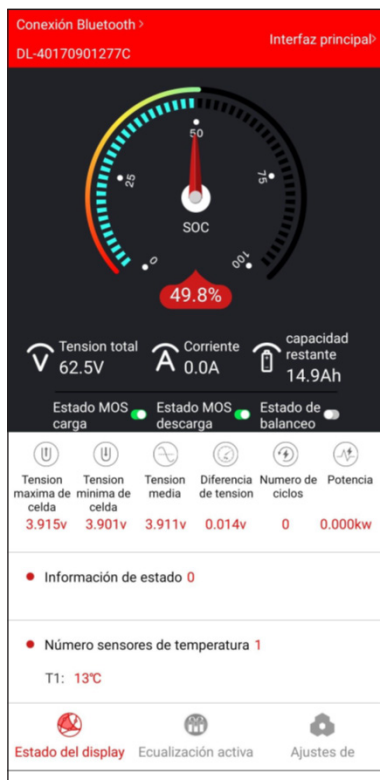 Conexión Bluetooth >
Interfaz principal>
DL-40170901277C
50
25
75
0
100
SOC
49.8%
Tension total
62.5V
Corriente
0.0A
capacidad
restante
14.9Ah
Estado MOS
carga
Estado MOS
descarga
Estado de
balanceo
Tension
maxima de
celda
3.915v
Tension
minima de
celda
3.901v
Tension
media
3.911v
Diferencia
de tension
0.014v
Numero de
ciclos
0
Potencia
0.000kw
Información de estado 0
Número sensores de temperatura 1
T1: 13℃
Estado del display
Ecualización activa
Ajustes de